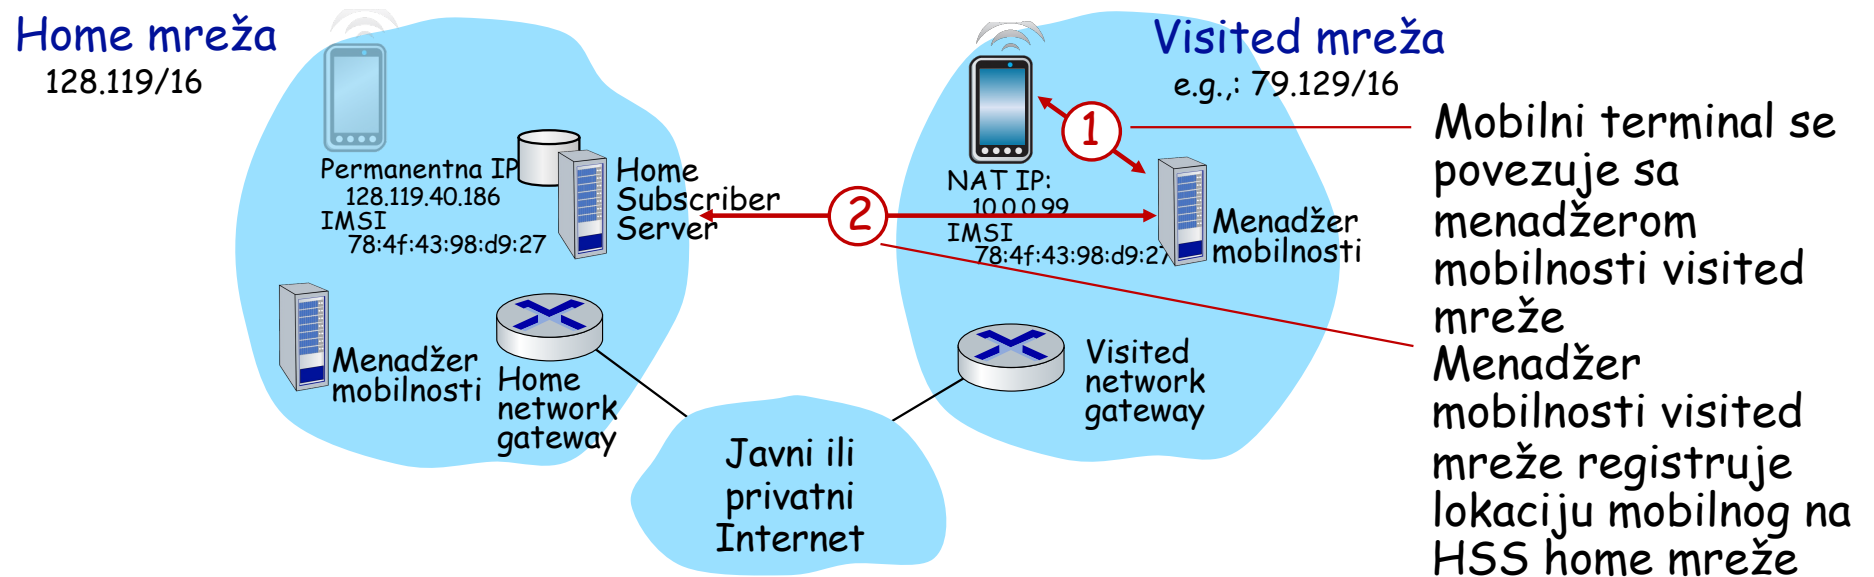 Home mreža
128.119/16
Permanentna IP
128.119.40.186
IMSI
78:4f:43:98:d9:27
Home
Subscriber
Server
Menadžer
mobilnosti
Home
network
gateway
Javni ili
privatni
Internet
2
Visited mreža
e.g.,: 79.129/16
1
NAT IP:
10.0.0.99
IMSI
78:4f:43:98:d9:27
Menadžer
mobilnosti
Visited
network
gateway
Mobilni terminal se
povezuje sa
menadžerom
mobilnosti visited
mreže
Menadžer
mobilnosti visited
mreže registruje
lokaciju mobilnog na
HSS home mreže